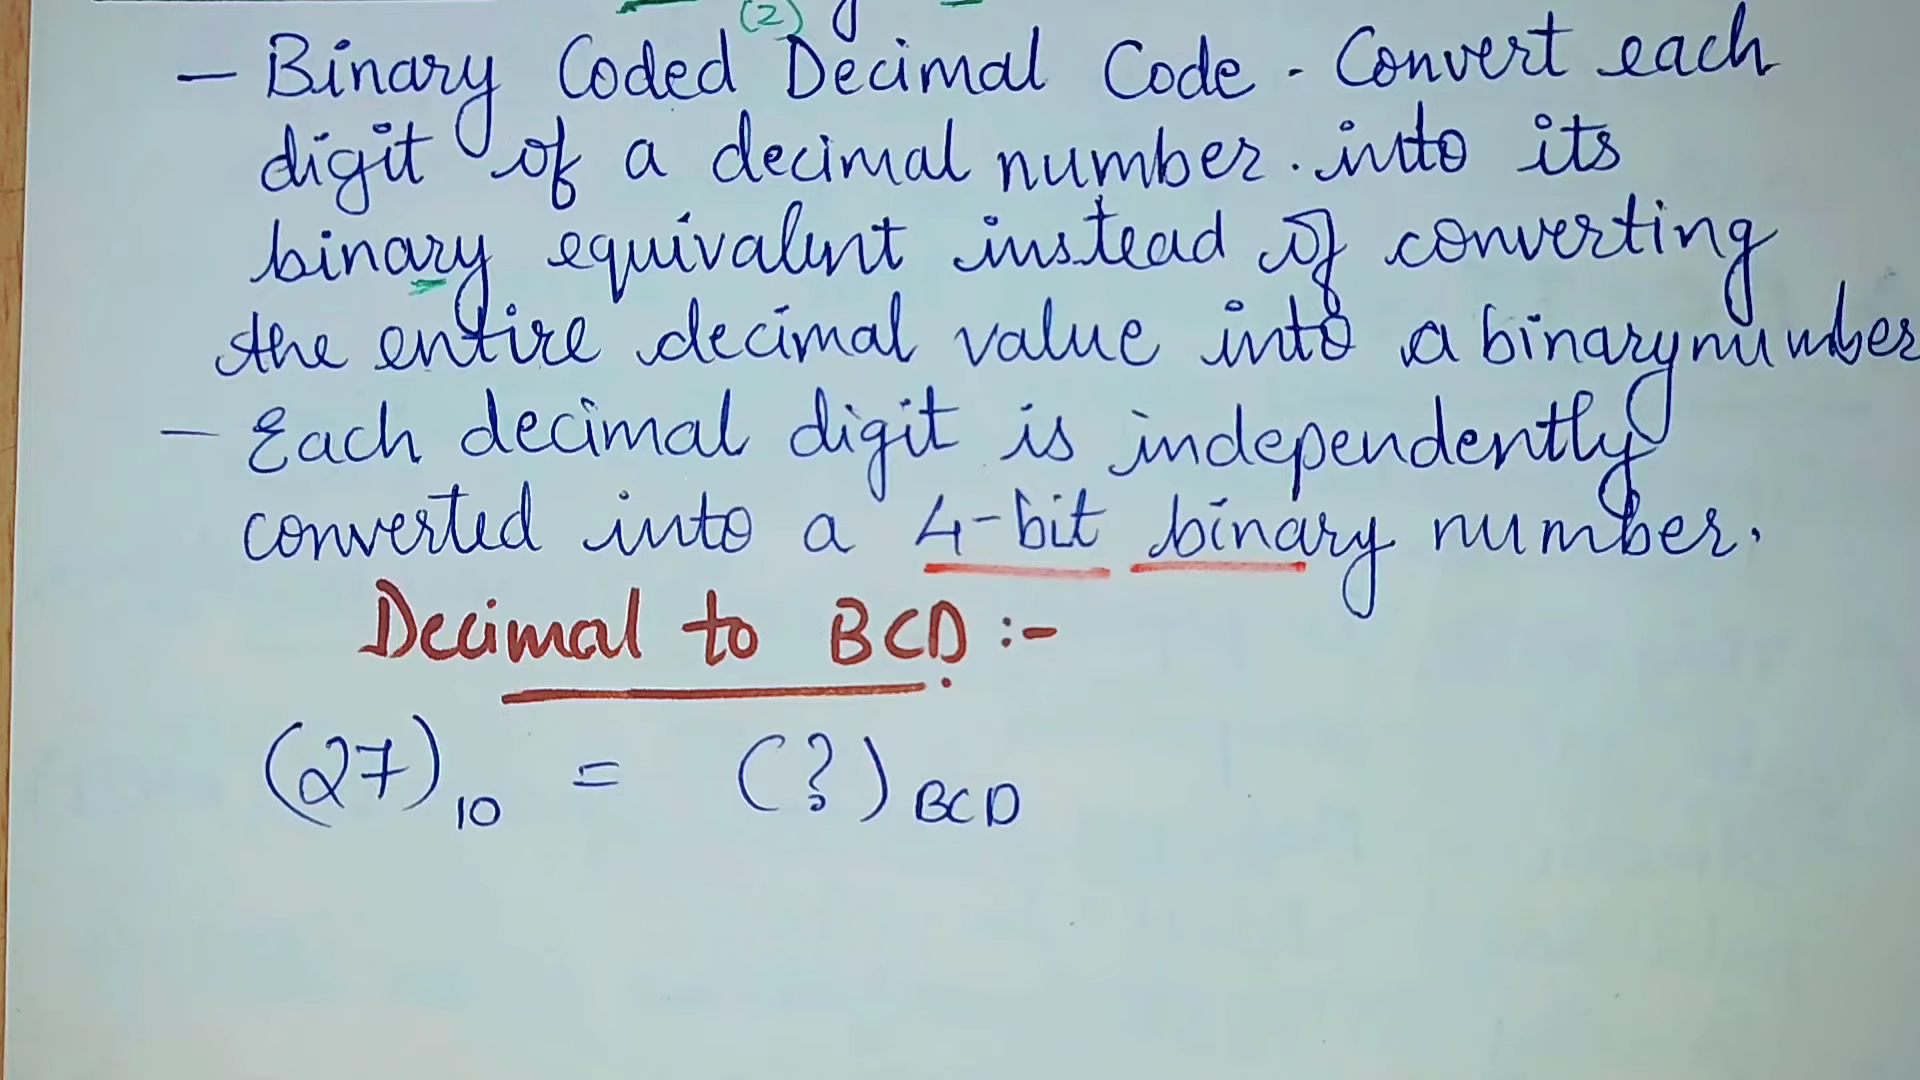 (2)
- Binary Coded Decimal Code. Convert each
digit of a decimal number. into its
binary equivalent instead of converting
the entire decimal value into a binary number
- Each decimal digit is independently
converted into a 4-bit binary number.
Decimal to BCD :-
(27)10 = (?)BCD